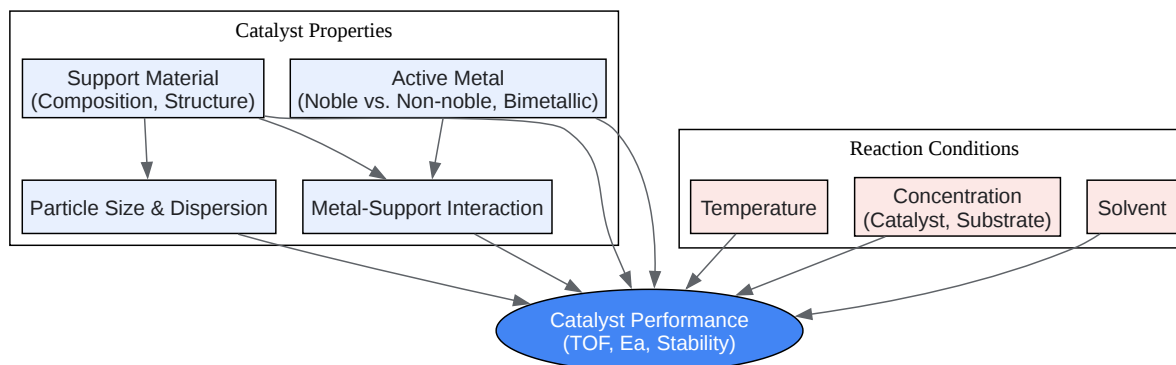 Catalyst Properties
Support Material
(Composition, Structure)
Active Metal
(Noble vs. Non-noble, Bimetallic)
Particle Size & Dispersion
Metal-Support Interaction
Reaction Conditions
Temperature
Concentration
(Catalyst, Substrate)
Solvent
Catalyst Performance
(TOF, Ea, Stability)